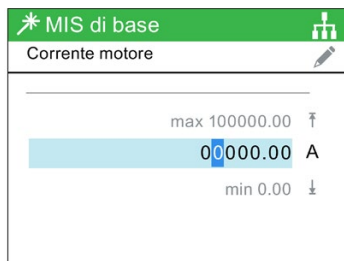 MIS di base
Corrente motore
max 100000.00
00000.00 A
min 0.00